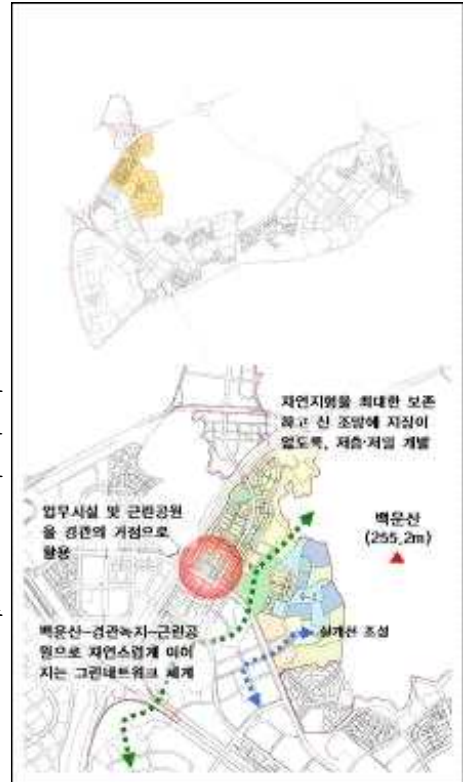 자연지형을 최대한 보존
하고 산 조망에 지장이
없도록, 저층·저밀 개발
업무시설 및 근린공원
을 경관의 거점으로
활용
백운산
(255.2m)
백운산-경관녹지-근린공
원으로 자연스럽게 이어
지는 그린네트워크 체계
실개천 조성